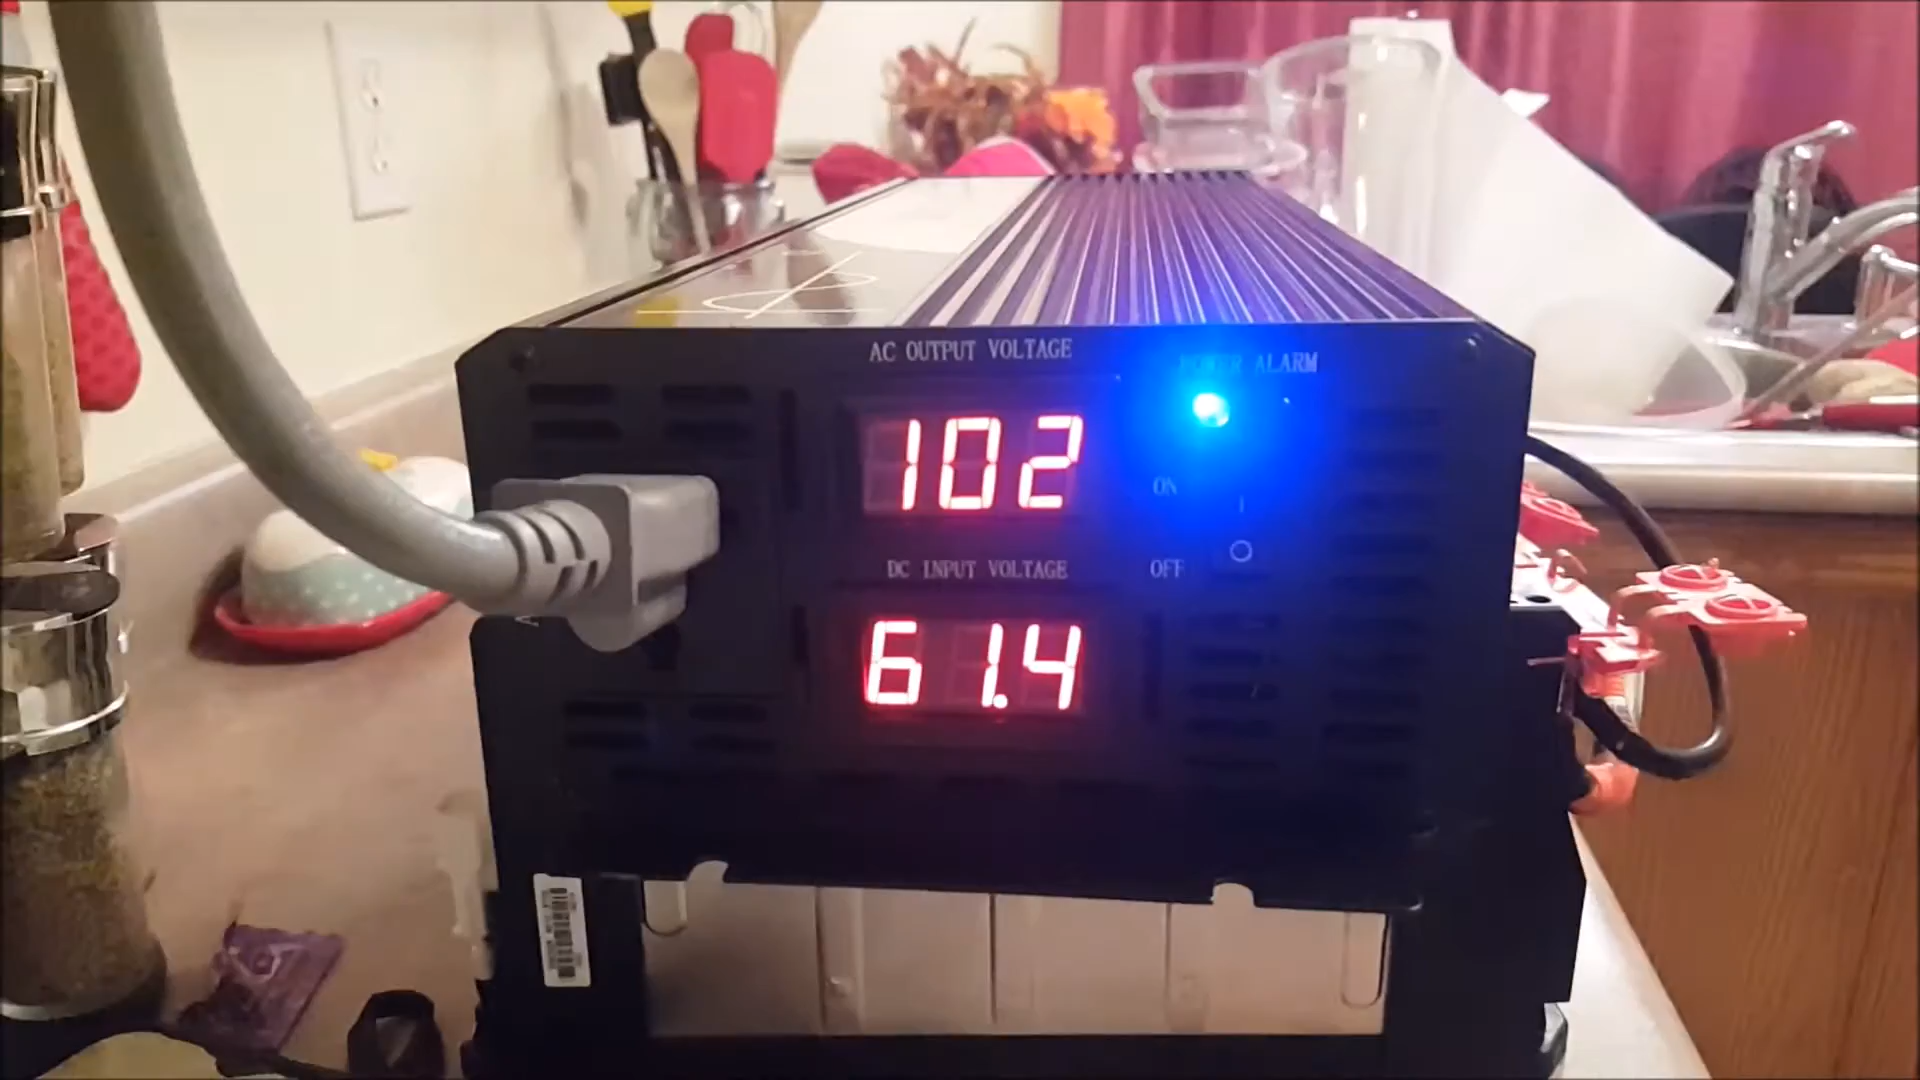 AC OUTPUT VOLTAGE
POWER ALARM
102
ON
DC INPUT VOLTAGE
OFF
61.4